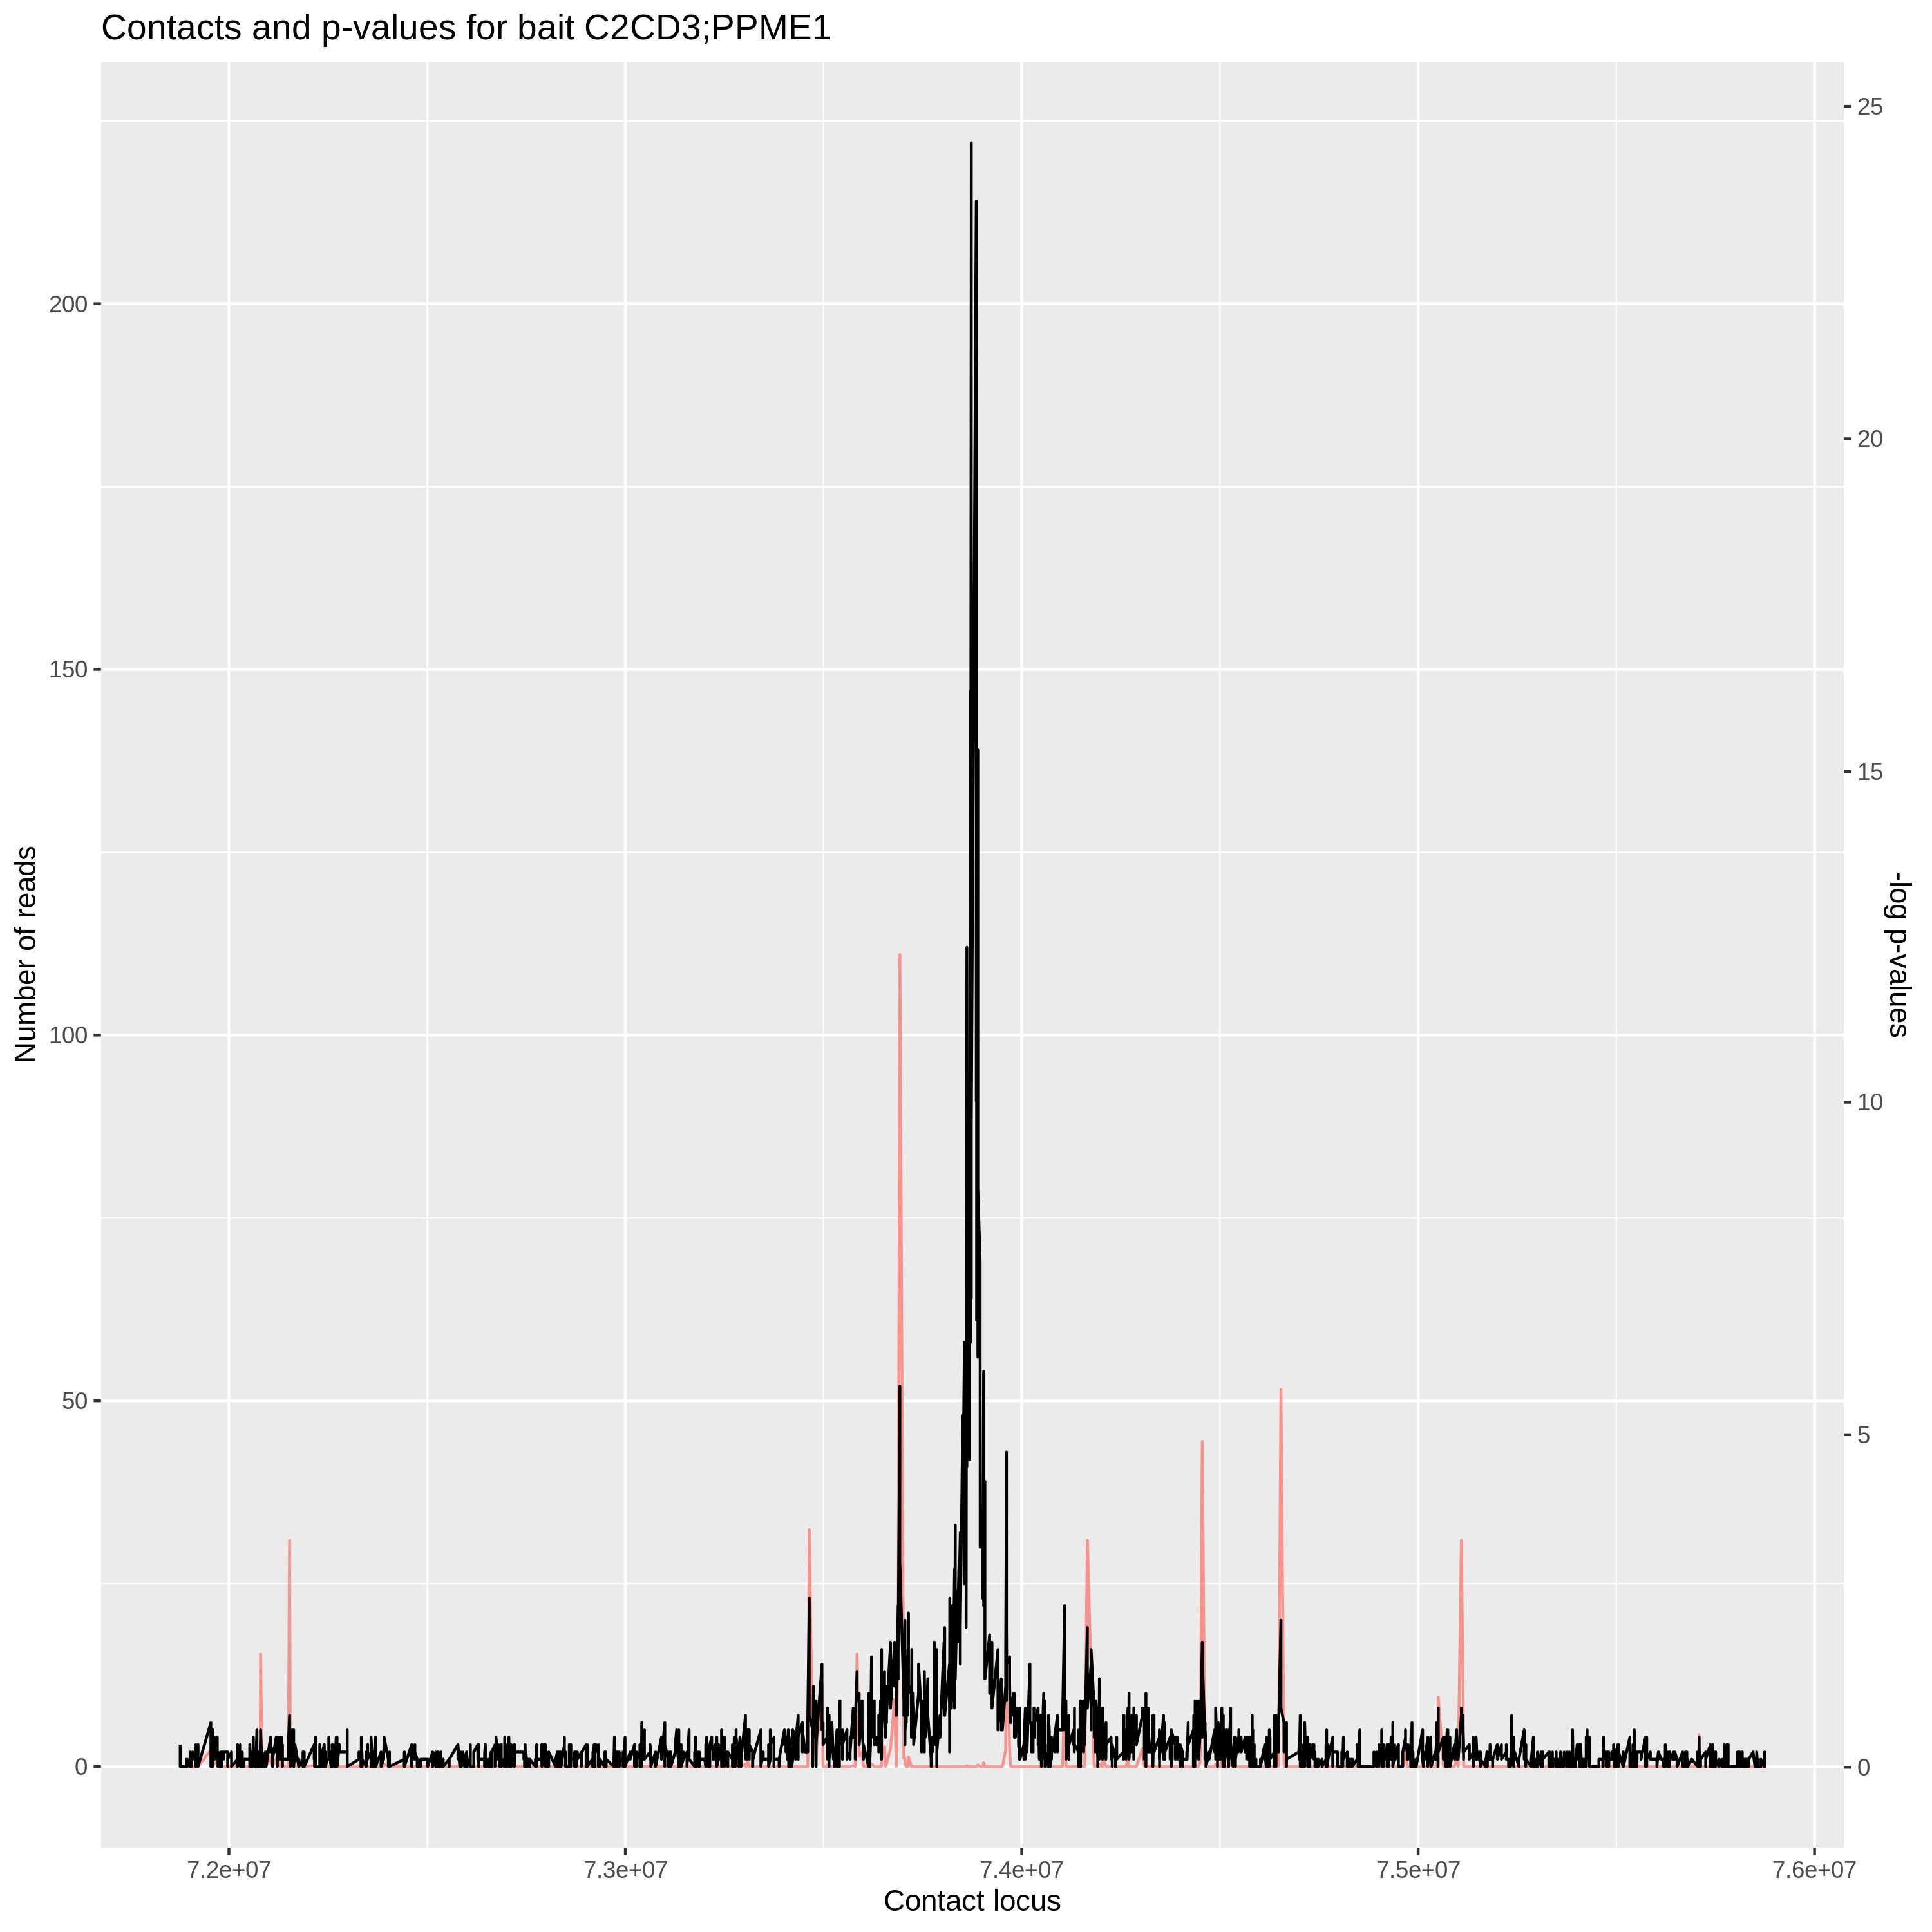 Contacts and p-values for bait C2CD3;PPME1
Number of reads
200
150
100
50
0
25
20
15
10
5
0
-log p-values
7.2e+07 7.3e+07 7.4e+07 7.5e+07 7.6e+07
Contact locus